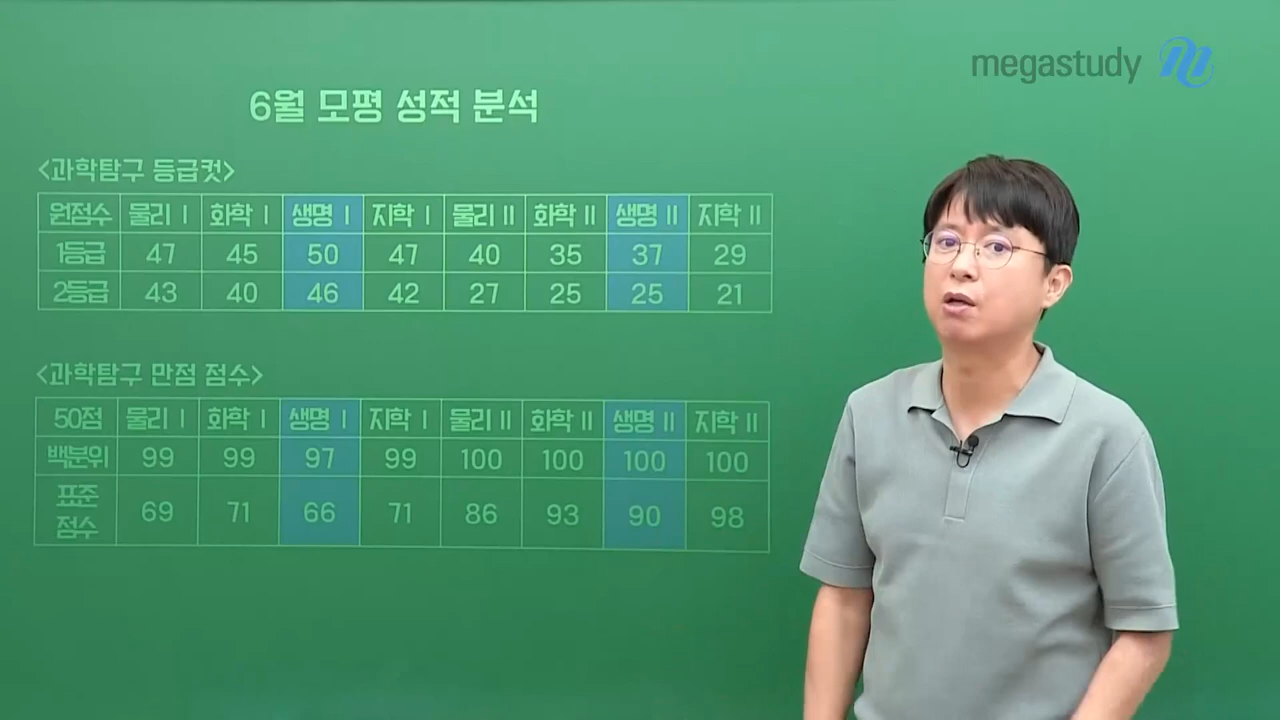 megastudy
6월 모평 성적 분석
<과학탐구 등급컷>
원점수 물리 I 화학 I 생명 I 지학 I 물리 II 화학 II 생명 II 지학 II
1등급 47 45 50 47 40 35 37 29
2등급 43 40 46 42 27 25 25 21
<과학탐구 만점 점수>
50점 물리 I 화학 I 생명 I 지학 I 물리 II 화학 II 생명 II 지학 II
백분위 99 99 97 99 100 100 100 100
표준
점수 69 71 66 71 86 93 90 98